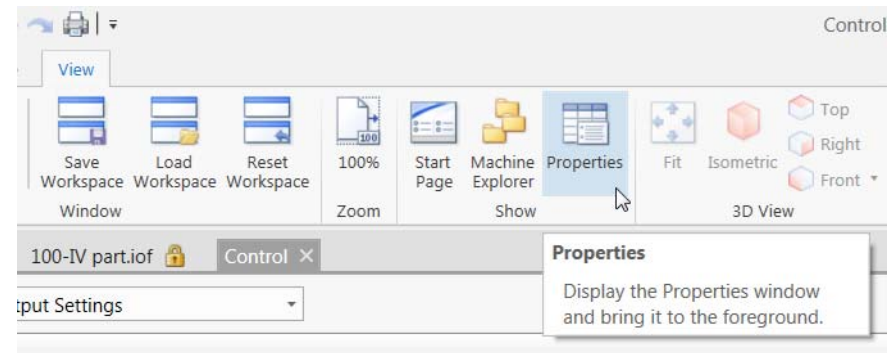 Control
View
Save Workspace
Load Workspace
Reset Workspace
100
100%
Start Page
Machine Explorer
Properties
Fit
Isometric
Top
Right
Front
Window
Zoom
Show
3D View
100-IV part.iof
Control
tput Settings
Properties
Display the Properties window
and bring it to the foreground.